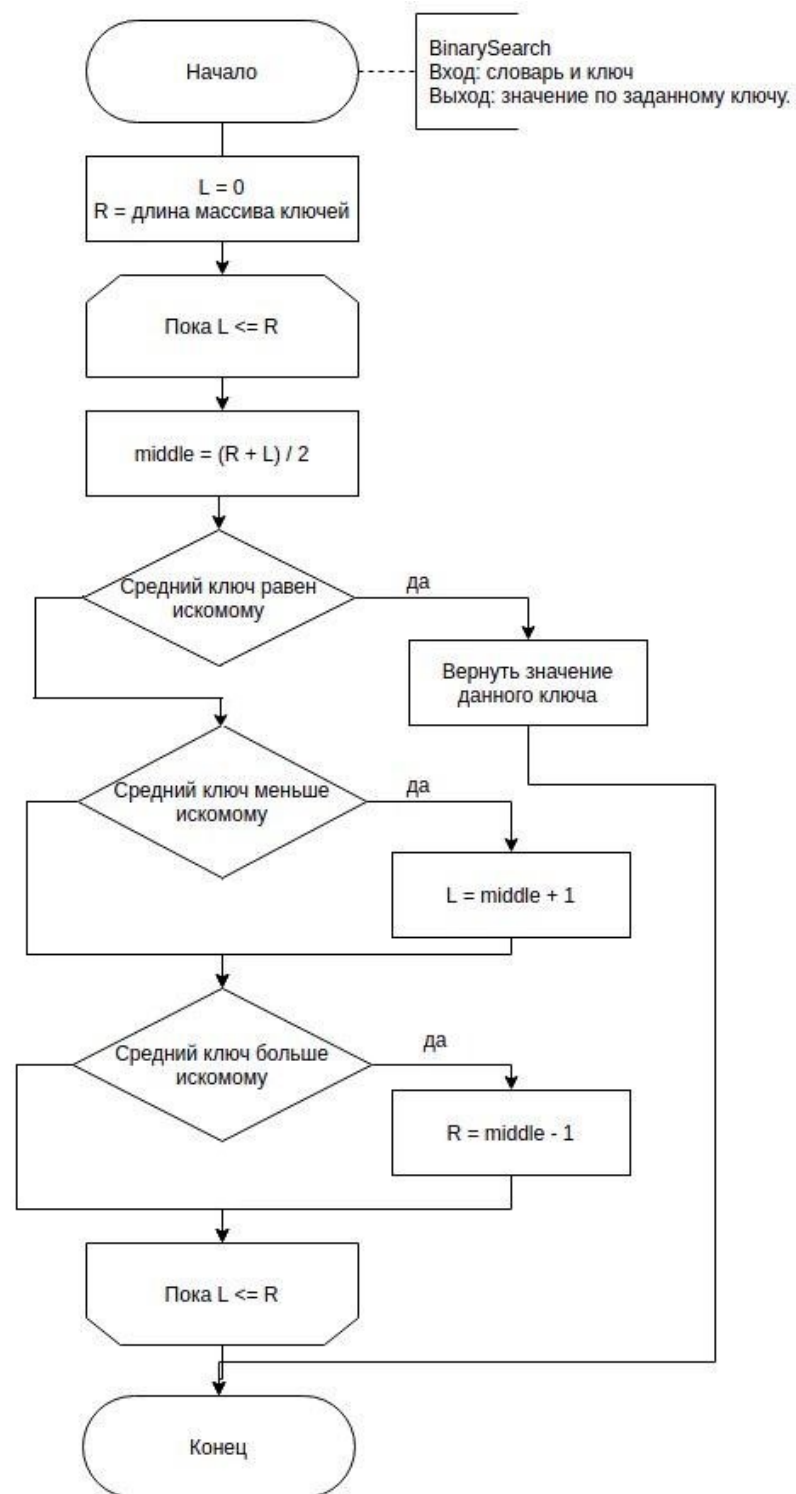 Начало
BinarySearch
Вход: словарь и ключ
Выход: значение по заданному ключу.
L = 0
R = длина массива ключей
Пока L <= R
middle = (R + L) / 2
Средний ключ равен
искомому
да
Вернуть значение
данного ключа
Средний ключ меньше
искомому
да
L = middle + 1
Средний ключ больше
искомому
да
R = middle - 1
Пока L <= R
Конец